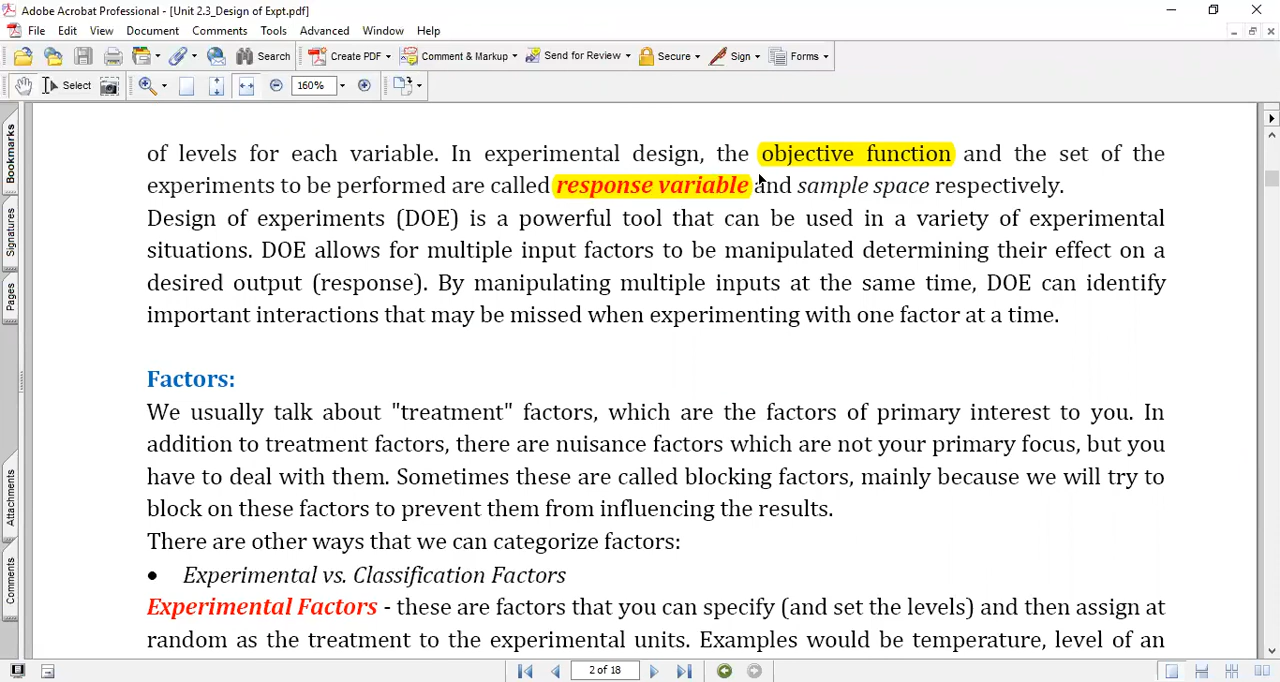 Adobe Acrobat Professional - [Unit 2.3_Design of Expt.pdf]
File Edit View Document Comments Tools Advanced Window Help
Search Create PDF Comment & Markup Send for Review Secure Sign Forms
Select 160%
Bookmarks
Signatures
Pages
Attachments
Comments
of levels for each variable. In experimental design, the objective function and the set of the
experiments to be performed are called response variable and sample space respectively.
Design of experiments (DOE) is a powerful tool that can be used in a variety of experimental
situations. DOE allows for multiple input factors to be manipulated determining their effect on a
desired output (response). By manipulating multiple inputs at the same time, DOE can identify
important interactions that may be missed when experimenting with one factor at a time.
Factors:
We usually talk about "treatment" factors, which are the factors of primary interest to you. In
addition to treatment factors, there are nuisance factors which are not your primary focus, but you
have to deal with them. Sometimes these are called blocking factors, mainly because we will try to
block on these factors to prevent them from influencing the results.
There are other ways that we can categorize factors:
• Experimental vs. Classification Factors
Experimental Factors - these are factors that you can specify (and set the levels) and then assign at
random as the treatment to the experimental units. Examples would be temperature, level of an
2 of 18